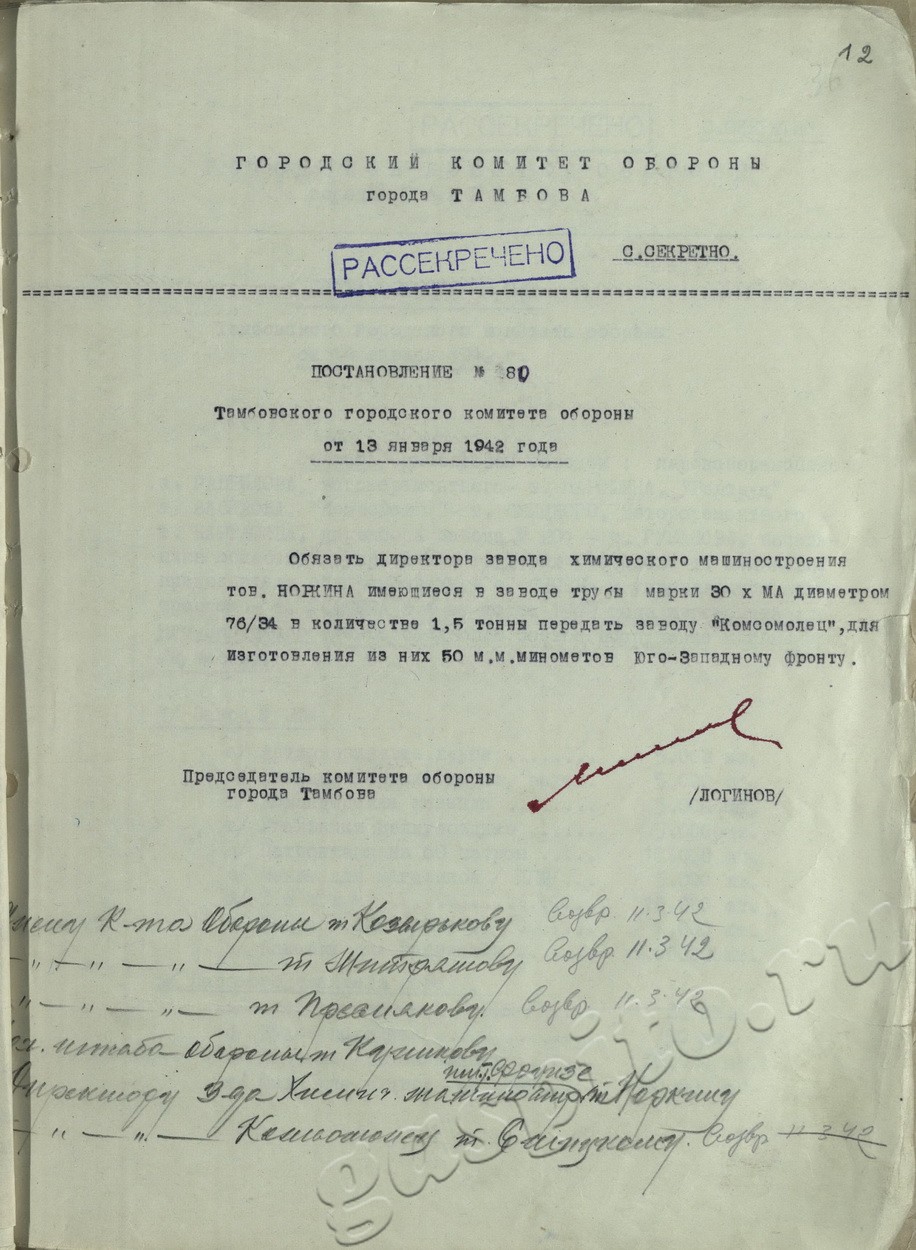 12
36
ГОРОДСКИЙ КОМИТЕТ ОБОРОНЫ
города ТАМБОВА
РАССЕКРЕЧЕНО
С.СЕКРЕТНО.
ПОСТАНОВЛЕНИЕ № 80
Тамбовского городского комитета обороны
от 13 января 1942 года
Обязать директора завода химического машиностроения
тов. НОРКИНА имеющиеся в заводе трубы марки 30 х МА диаметром
76/34 в количестве 1,5 тонны передать заводу "Комсомолец",для
изготовления из них 50 м.м.минометов Юго-Западному фронту.
Председатель комитета обороны
города Тамбова
/ЛОГИНОВ/
К-та Обороны т Козырькову Возвр. 11.3.42
— " — " — " — т Возвр. 11.3.42
" — " — " — т Преснякову. Возвр 11.3.42
штаба Обороны т
Директору з-да Химич. т Норкину
— " — " — т. Возвр 11.3.42
gaspito.ru